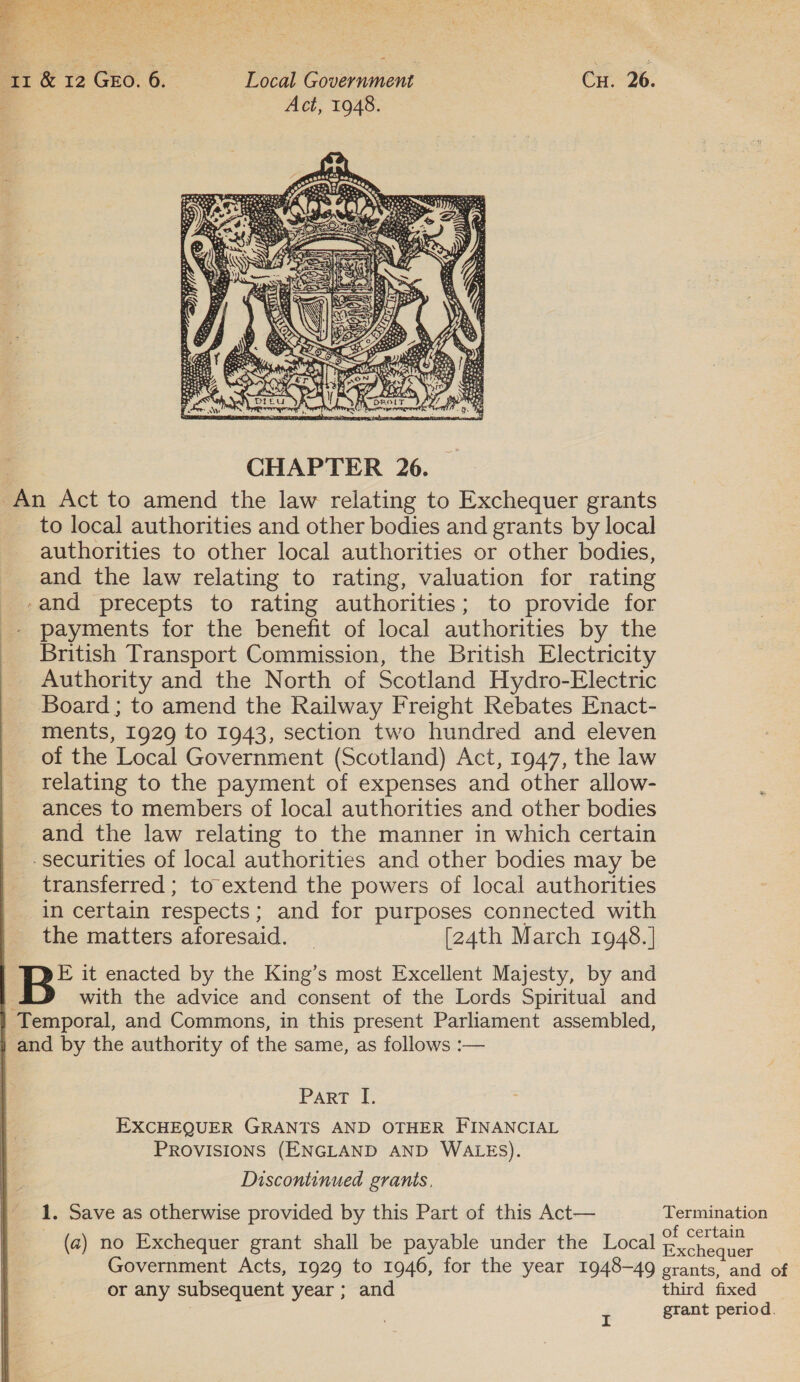 11 & 12 GEO. 6. Local Government CH. 26.
Act, 1948.
DIEU ET MON DROIT
CHAPTER 26.
An Act to amend the law relating to Exchequer grants
to local authorities and other bodies and grants by local
authorities to other local authorities or other bodies,
and the law relating to rating, valuation for rating
and precepts to rating authorities; to provide for
payments for the benefit of local authorities by the
British Transport Commission, the British Electricity
Authority and the North of Scotland Hydro-Electric
Board; to amend the Railway Freight Rebates Enact-
ments, 1929 to 1943, section two hundred and eleven
of the Local Government (Scotland) Act, 1947, the law
relating to the payment of expenses and other allow-
ances to members of local authorities and other bodies
and the law relating to the manner in which certain
securities of local authorities and other bodies may be
transferred; to extend the powers of local authorities
in certain respects; and for purposes connected with
the matters aforesaid. [24th March 1948.]
BE it enacted by the King's most Excellent Majesty, by and
with the advice and consent of the Lords Spiritual and
Temporal, and Commons, in this present Parliament assembled,
and by the authority of the same, as follows :—
PART I.
EXCHEQUER GRANTS AND OTHER FINANCIAL
PROVISIONS (ENGLAND AND WALES).
Discontinued grants.
1. Save as otherwise provided by this Part of this Act—
(a) no Exchequer grant shall be payable under the Local
Government Acts, 1929 to 1946, for the year 1948–49
or any subsequent year; and
Termination
of certain
Exchequer
grants, and of
third fixed
grant period.
I